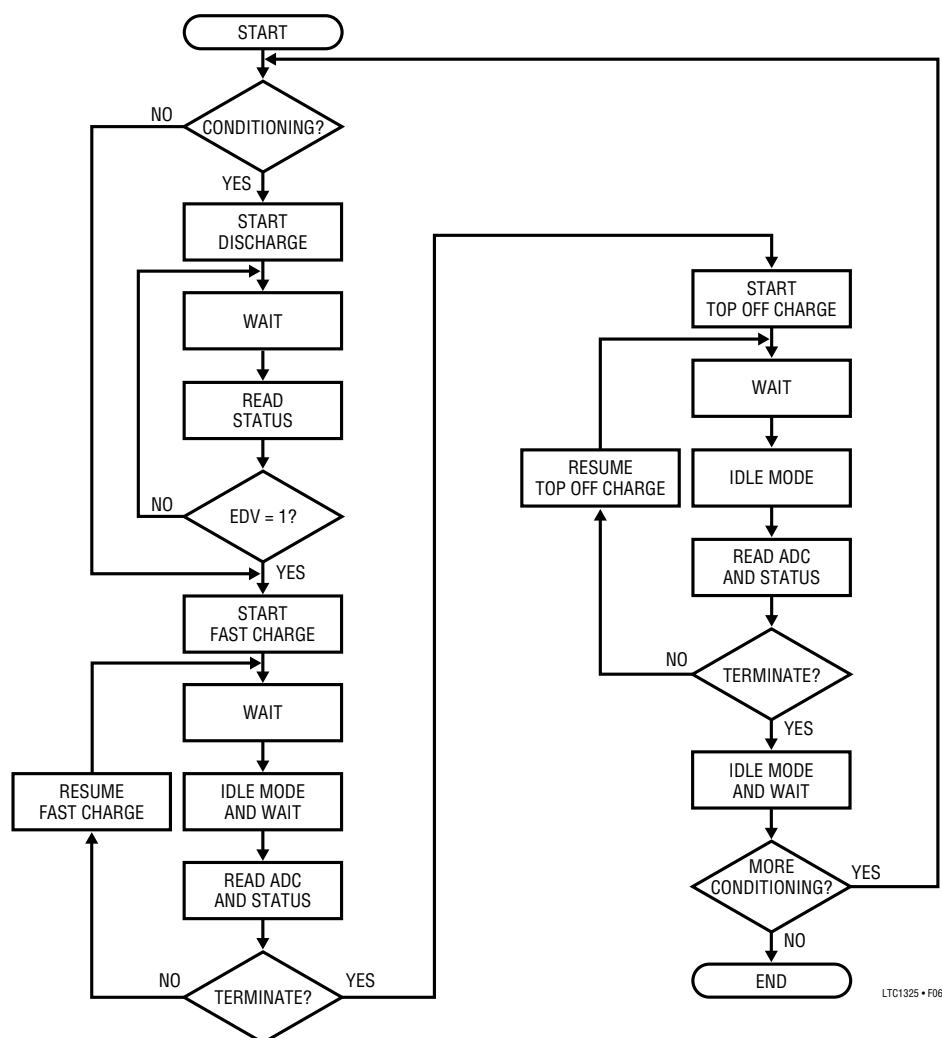 START
CONDITIONING?
NO
YES
START
DISCHARGE
WAIT
READ
STATUS
EDV = 1?
NO
YES
START
FAST CHARGE
WAIT
IDLE MODE
AND WAIT
RESUME
FAST CHARGE
READ ADC
AND STATUS
TERMINATE?
NO
YES
START
TOP OFF CHARGE
WAIT
IDLE MODE
RESUME
TOP OFF CHARGE
READ ADC
AND STATUS
TERMINATE?
NO
YES
IDLE MODE
AND WAIT
MORE
CONDITIONING?
YES
NO
END
LTC1325 • F06